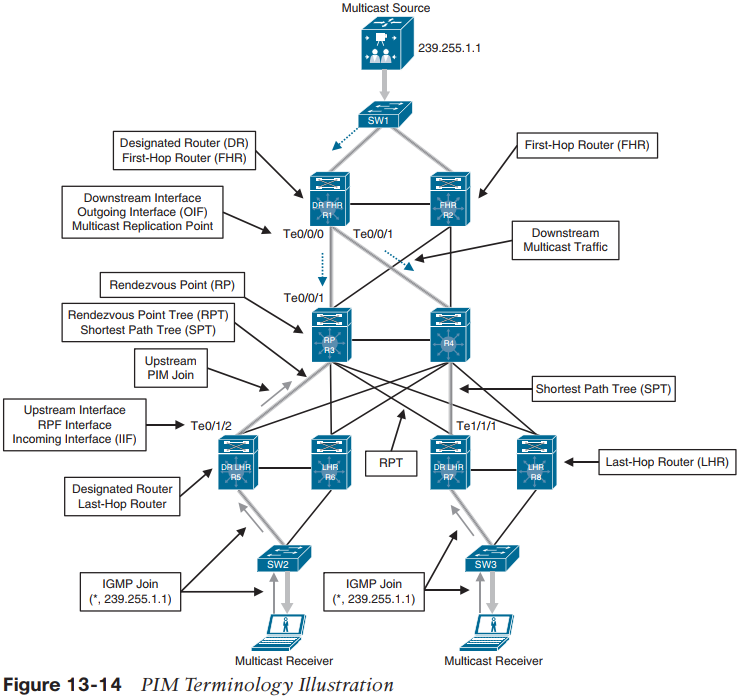 Multicast Source
239.255.1.1
SW1
Designated Router (DR)
First-Hop Router (FHR)
First-Hop Router (FHR)
DR FHR
R1
FHR
R2
Downstream Interface
Outgoing Interface (OIF)
Multicast Replication Point
Te0/0/0
Te0/0/1
Downstream
Multicast Traffic
Rendezvous Point (RP)
Te0/0/1
Rendezvous Point Tree (RPT)
Shortest Path Tree (SPT)
RP
R3
R4
Upstream
PIM Join
Shortest Path Tree (SPT)
Upstream Interface
RPF Interface
Incoming Interface (IIF)
Te0/1/2
Te1/1/1
RPT
DR LHR
R5
LHR
R6
DR LHR
R7
LHR
R8
Last-Hop Router (LHR)
Designated Router
Last-Hop Router
SW2
SW3
IGMP Join
(*, 239.255.1.1)
IGMP Join
(*, 239.255.1.1)
Multicast Receiver
Multicast Receiver
Figure 13-14 PIM Terminology Illustration